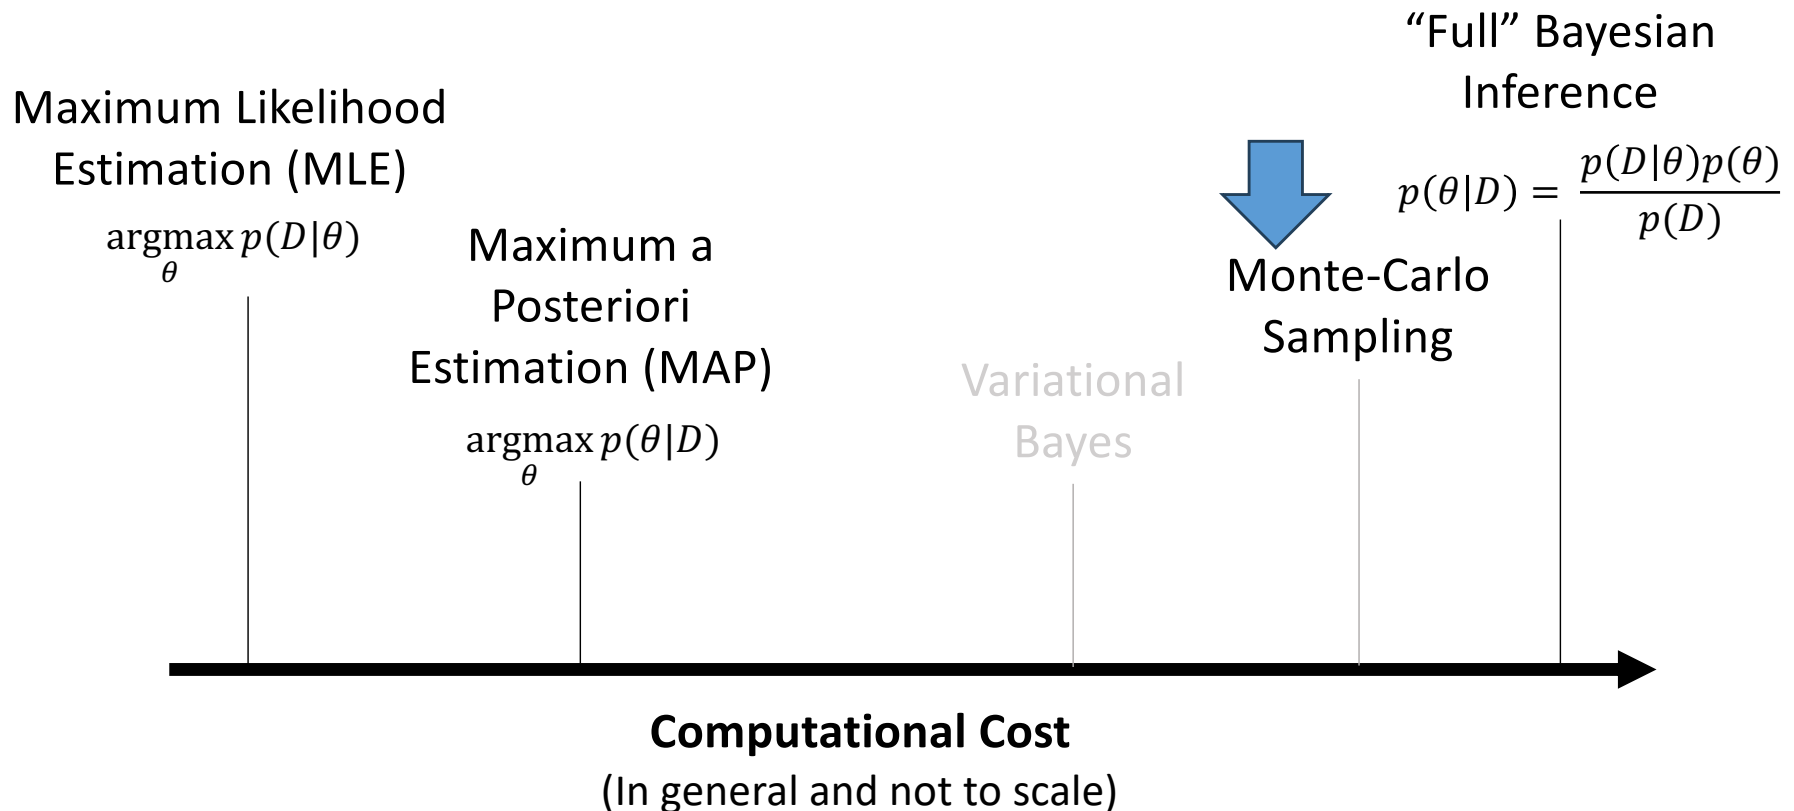 Maximum Likelihood
Estimation (MLE)
argmax p(D|θ)
θ
Maximum a
Posteriori
Estimation (MAP)
argmax p(θ|D)
θ
Variational
Bayes
Monte-Carlo
Sampling
“Full” Bayesian
Inference
p(θ|D) = p(D|θ)p(θ)
p(D)
Computational Cost
(In general and not to scale)